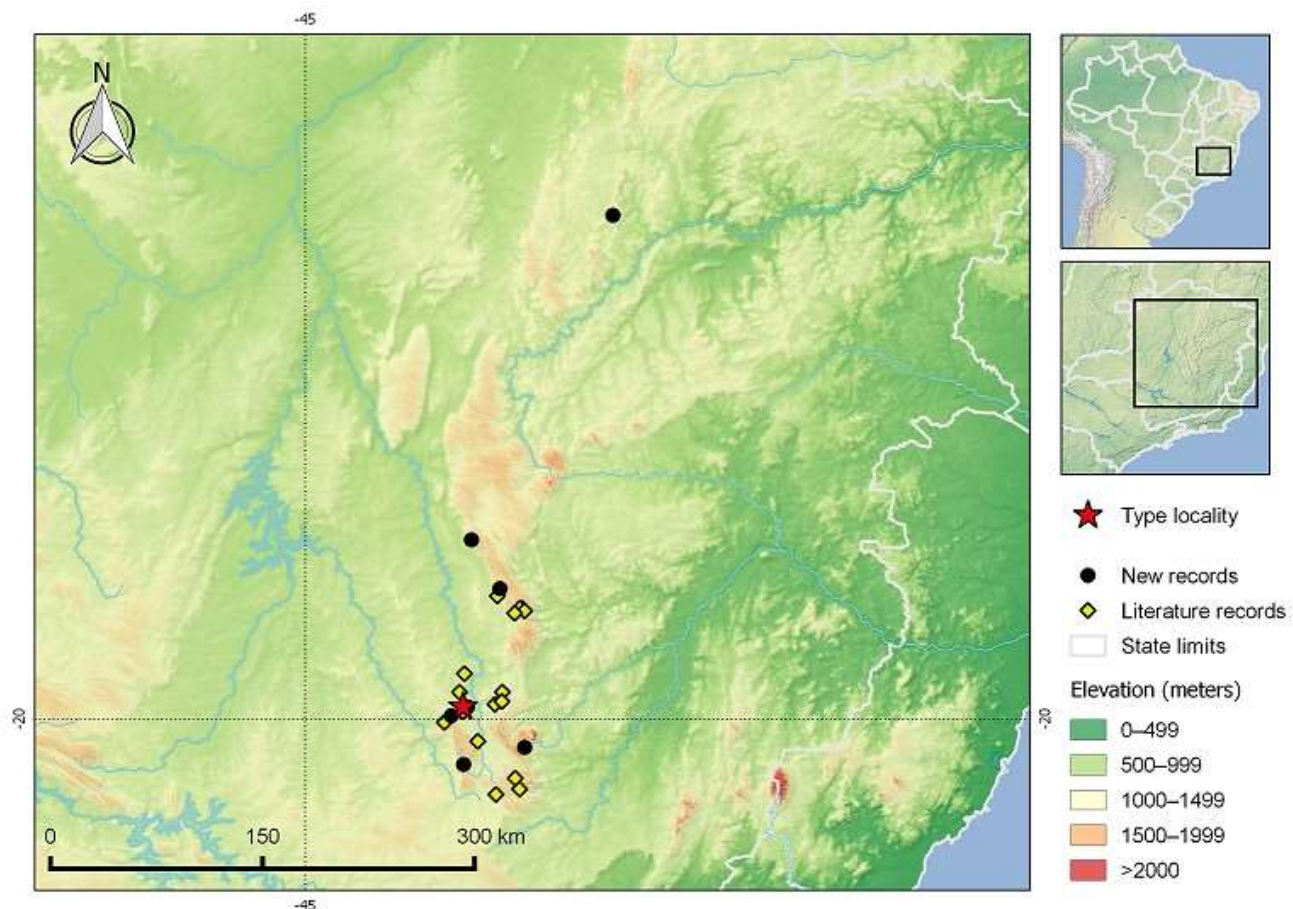 -45
N
-20
-20
0 150 300 km
-45
Type locality
New records
Literature records
State limits
Elevation (meters)
0–499
500–999
1000–1499
1500–1999
>2000